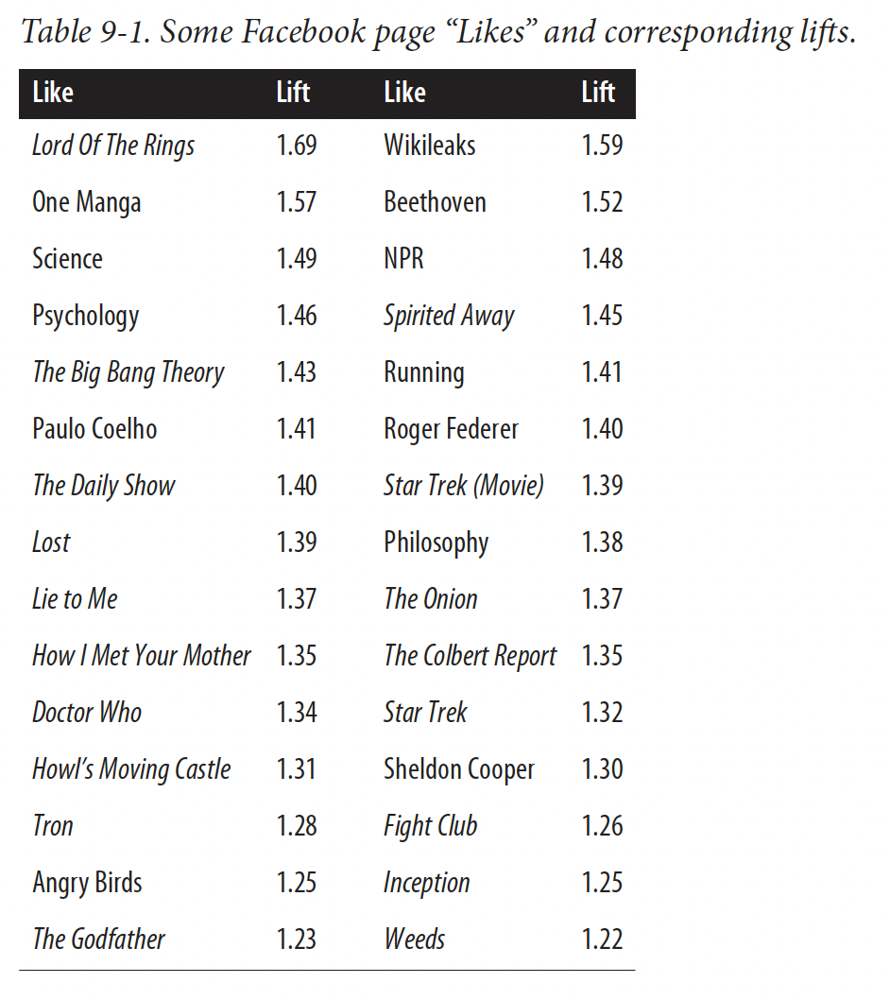 Table 9-1. Some Facebook page “Likes” and corresponding lifts.
Like Lift Like Lift
Lord Of The Rings 1.69 Wikileaks 1.59
One Manga 1.57 Beethoven 1.52
Science 1.49 NPR 1.48
Psychology 1.46 Spirited Away 1.45
The Big Bang Theory 1.43 Running 1.41
Paulo Coelho 1.41 Roger Federer 1.40
The Daily Show 1.40 Star Trek (Movie) 1.39
Lost 1.39 Philosophy 1.38
Lie to Me 1.37 The Onion 1.37
How I Met Your Mother 1.35 The Colbert Report 1.35
Doctor Who 1.34 Star Trek 1.32
Howl’s Moving Castle 1.31 Sheldon Cooper 1.30
Tron 1.28 Fight Club 1.26
Angry Birds 1.25 Inception 1.25
The Godfather 1.23 Weeds 1.22